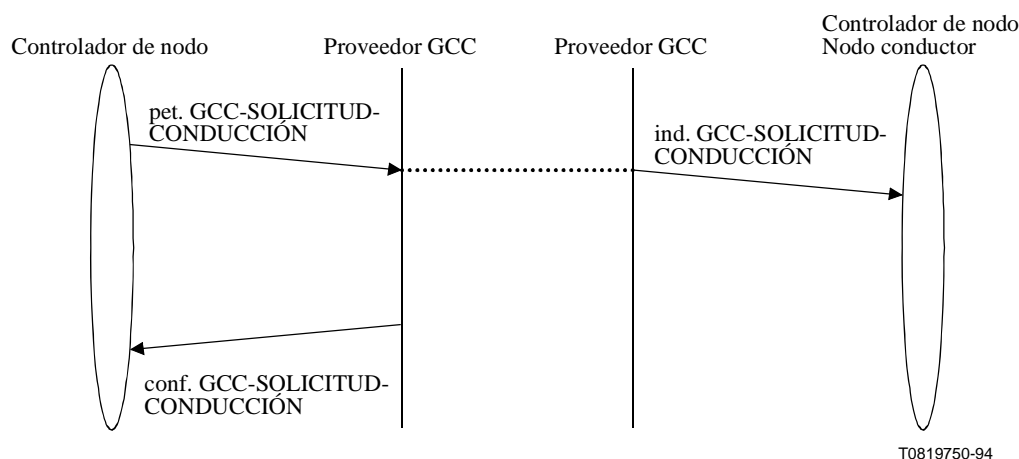 Controlador de nodo
Proveedor GCC
Proveedor GCC
Controlador de nodo
Nodo conductor
pet. GCC-SOLICITUD-
CONDUCCIÓN
ind. GCC-SOLICITUD-
CONDUCCIÓN
conf. GCC-SOLICITUD-
CONDUCCIÓN
T0819750-94